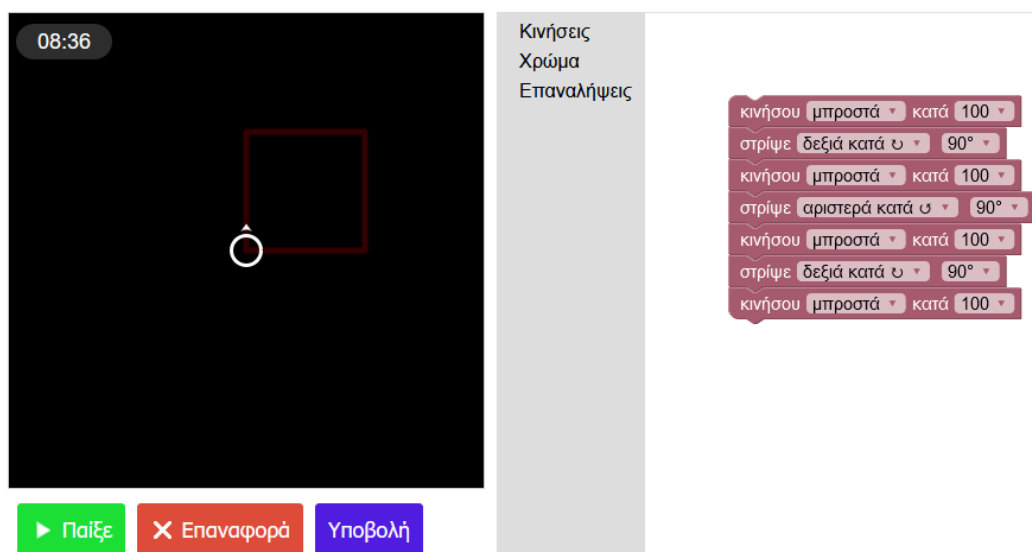 08:36
Παίξε
Επαναφορά
Υποβολή
Κινήσεις
Χρώμα
Επαναλήψεις
κινήσου μπροστά κατά 100
στρίψε δεξιά κατά ↻ 90°
κινήσου μπροστά κατά 100
στρίψε αριστερά κατά ↺ 90°
κινήσου μπροστά κατά 100
στρίψε δεξιά κατά ↻ 90°
κινήσου μπροστά κατά 100